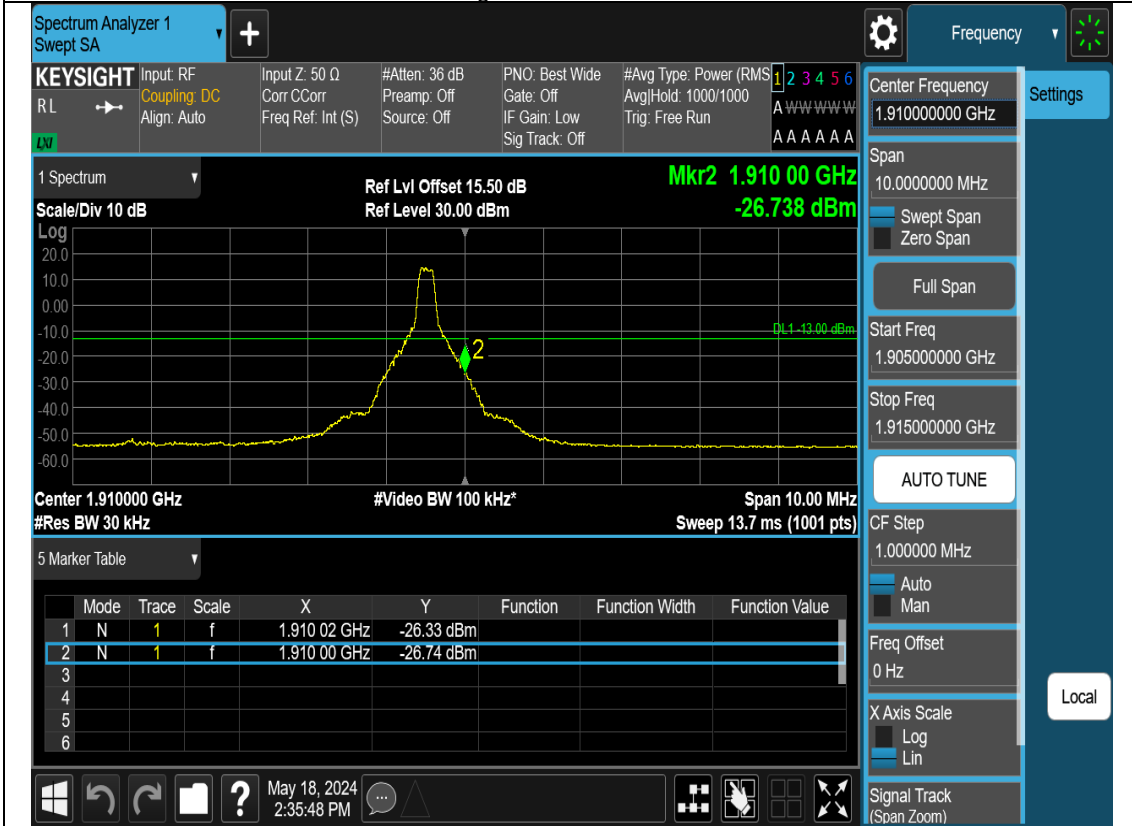 Spectrum Analyzer 1
Swept SA
+
Frequency
KEYSIGHT
RL
LXI
Input: RF
Coupling: DC
Align: Auto
Input Z: 50 Ω
Corr CCorr
Freq Ref: Int (S)
#Atten: 36 dB
Preamp: Off
Source: Off
PNO: Best Wide
Gate: Off
IF Gain: Low
Sig Track: Off
#Avg Type: Power (RMS
Avg|Hold: 1000/1000
Trig: Free Run
1 2 3 4 5 6
A W W W W W
A A A A A A
1 Spectrum
Scale/Div 10 dB
Ref Lvl Offset 15.50 dB
Ref Level 30.00 dBm
Mkr2 1.910 00 GHz
-26.738 dBm
Log
20.0
10.0
0.00
-10.0
-20.0
-30.0
-40.0
-50.0
-60.0
DL1 -13.00 dBm
2
Center 1.910000 GHz
#Res BW 30 kHz
#Video BW 100 kHz*
Span 10.00 MHz
Sweep 13.7 ms (1001 pts)
5 Marker Table
Mode Trace Scale X Y Function Function Width Function Value
1 N 1 f 1.910 02 GHz -26.33 dBm
2 N 1 f 1.910 00 GHz -26.74 dBm
3
4
5
6
?
May 18, 2024
2:35:48 PM
Center Frequency
1.910000000 GHz
Settings
Span
10.0000000 MHz
Swept Span
Zero Span
Full Span
Start Freq
1.905000000 GHz
Stop Freq
1.915000000 GHz
AUTO TUNE
CF Step
1.000000 MHz
Auto
Man
Freq Offset
0 Hz
Local
X Axis Scale
Log
Lin
Signal Track
(Span Zoom)